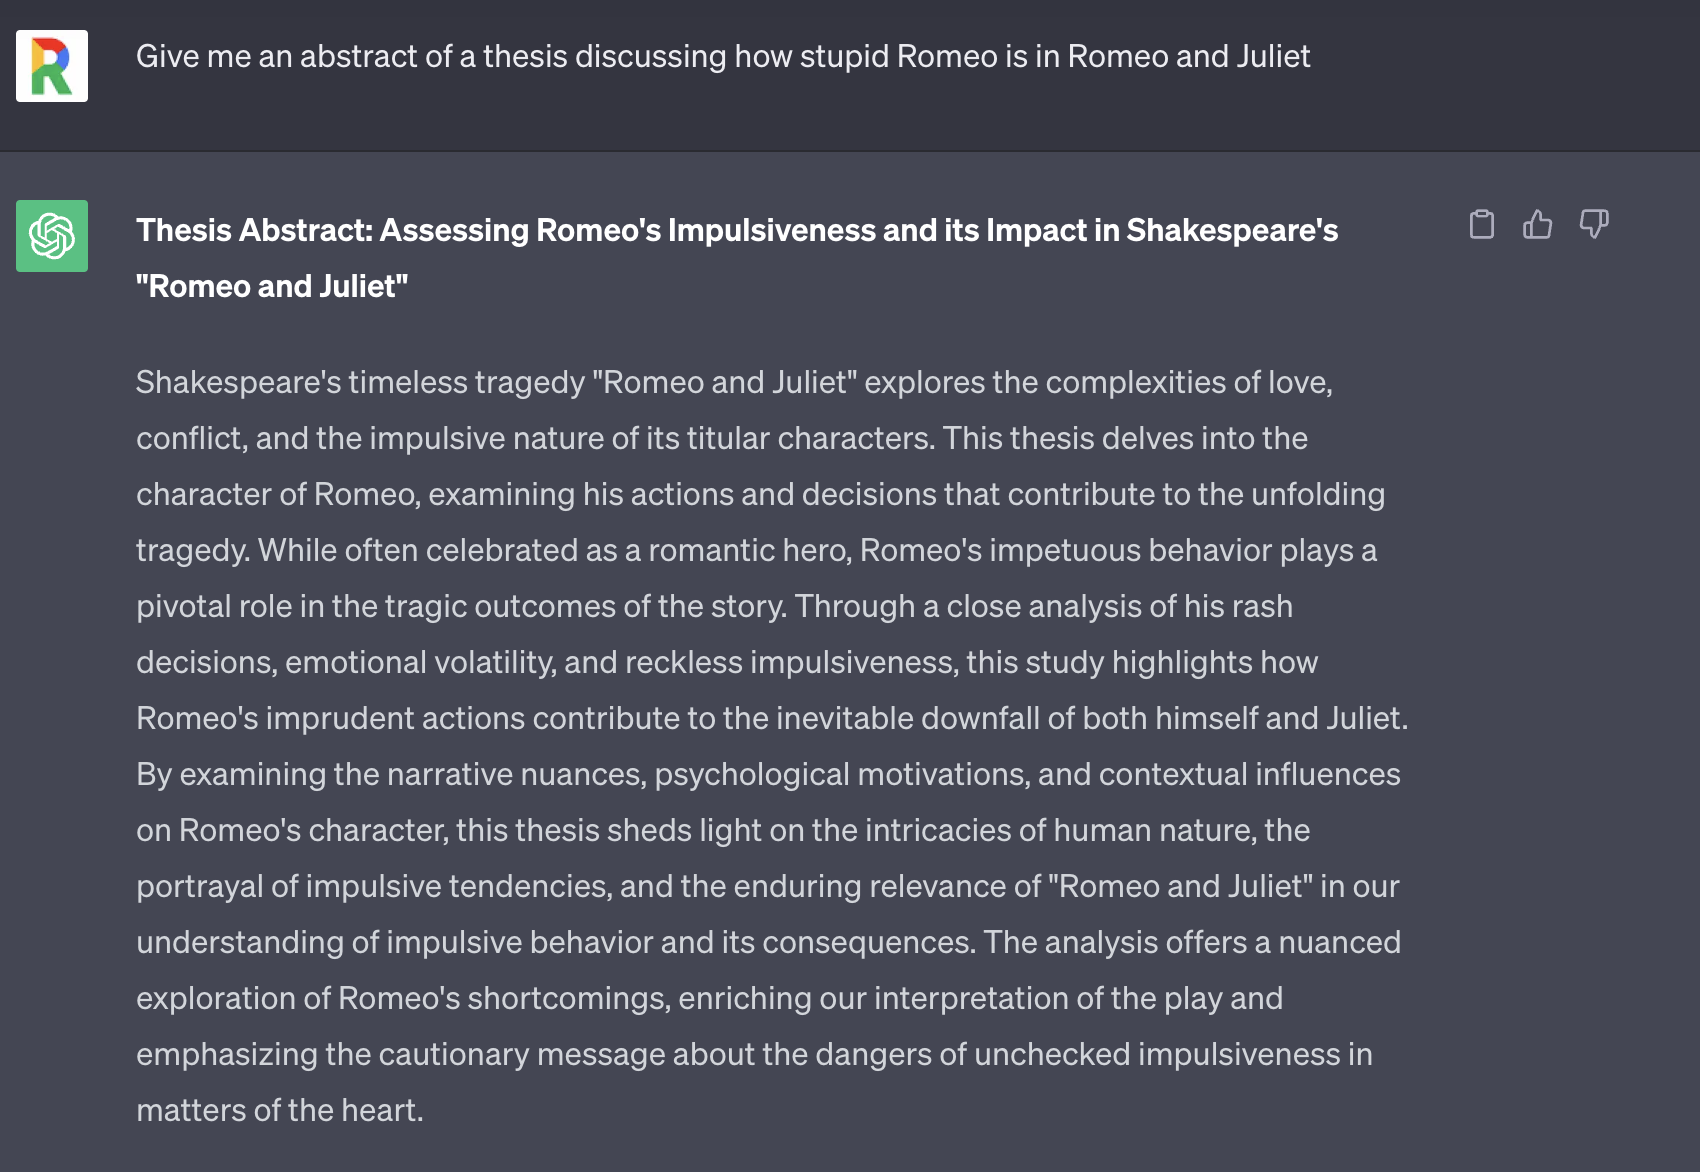 Give me an abstract of a thesis discussing how stupid Romeo is in Romeo and Juliet
Thesis Abstract: Assessing Romeo's Impulsiveness and its Impact in Shakespeare's
"Romeo and Juliet"
Shakespeare's timeless tragedy "Romeo and Juliet" explores the complexities of love,
conflict, and the impulsive nature of its titular characters. This thesis delves into the
character of Romeo, examining his actions and decisions that contribute to the unfolding
tragedy. While often celebrated as a romantic hero, Romeo's impetuous behavior plays a
pivotal role in the tragic outcomes of the story. Through a close analysis of his rash
decisions, emotional volatility, and reckless impulsiveness, this study highlights how
Romeo's imprudent actions contribute to the inevitable downfall of both himself and Juliet.
By examining the narrative nuances, psychological motivations, and contextual influences
on Romeo's character, this thesis sheds light on the intricacies of human nature, the
portrayal of impulsive tendencies, and the enduring relevance of "Romeo and Juliet" in our
understanding of impulsive behavior and its consequences. The analysis offers a nuanced
exploration of Romeo's shortcomings, enriching our interpretation of the play and
emphasizing the cautionary message about the dangers of unchecked impulsiveness in
matters of the heart.